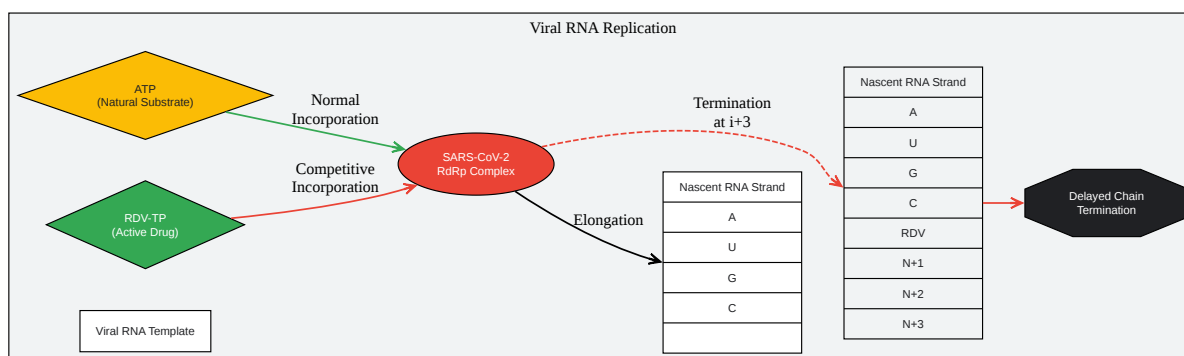 Viral RNA Replication
ATP
(Natural Substrate)
Normal
Incorporation
RDV-TP
(Active Drug)
Competitive
Incorporation
SARS-CoV-2
RdRp Complex
Viral RNA Template
Elongation
Nascent RNA Strand
A
U
G
C
Termination
at i+3
Nascent RNA Strand
A
U
G
C
RDV
N+1
N+2
N+3
Delayed Chain
Termination